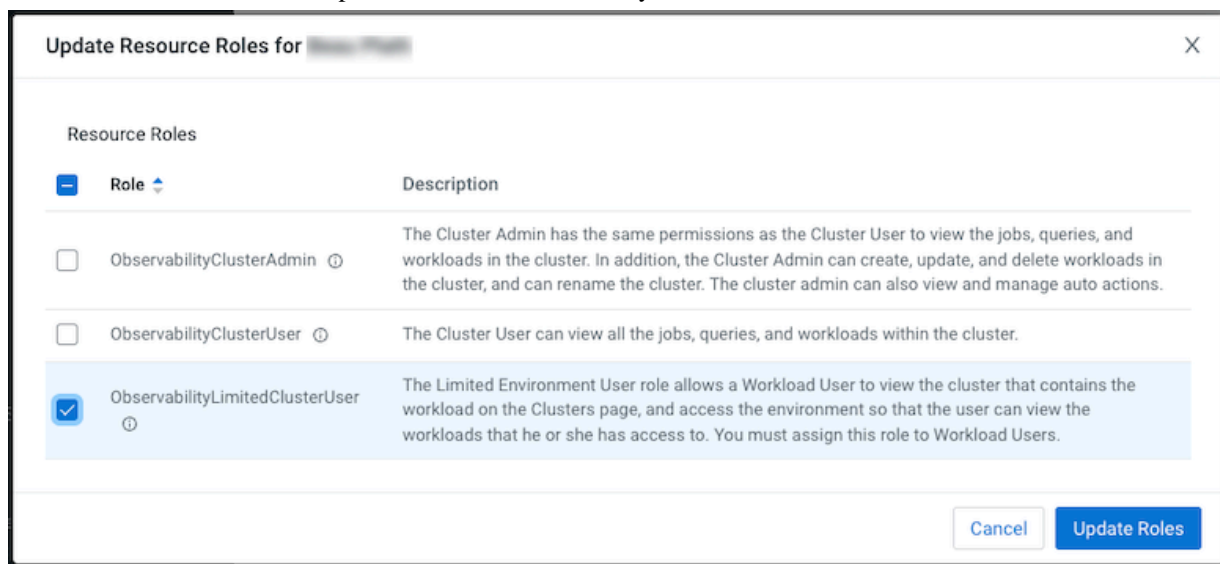 Update Resource Roles for
Resource Roles
Role
Description
ObservabilityClusterAdmin
The Cluster Admin has the same permissions as the Cluster User to view the jobs, queries, and
workloads in the cluster. In addition, the Cluster Admin can create, update, and delete workloads in
the cluster, and can rename the cluster. The cluster admin can also view and manage auto actions.
ObservabilityClusterUser
The Cluster User can view all the jobs, queries, and workloads within the cluster.
ObservabilityLimitedClusterUser
The Limited Environment User role allows a Workload User to view the cluster that contains the
workload on the Clusters page, and access the environment so that the user can view the
workloads that he or she has access to. You must assign this role to Workload Users.
Cancel
Update Roles